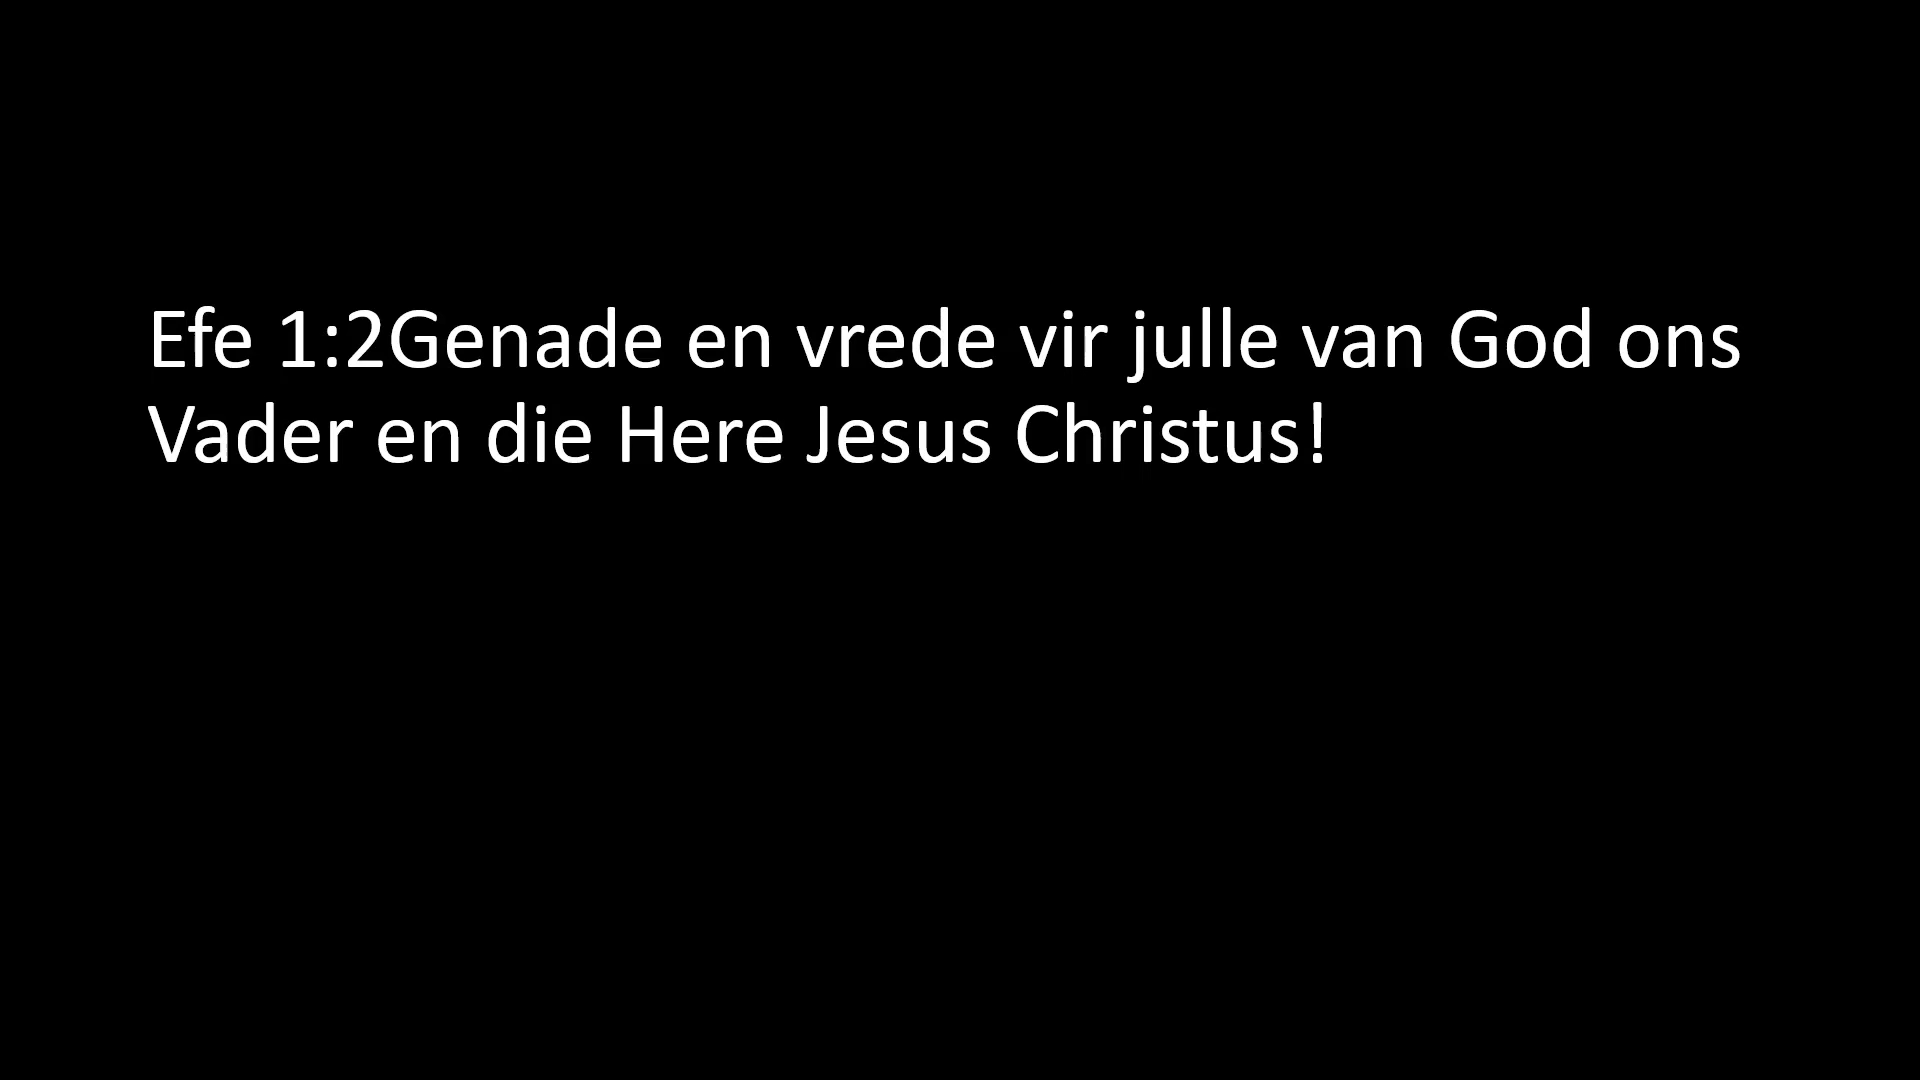 Efe 1:2Genade en vrede vir julle van God ons
Vader en die Here Jesus Christus!